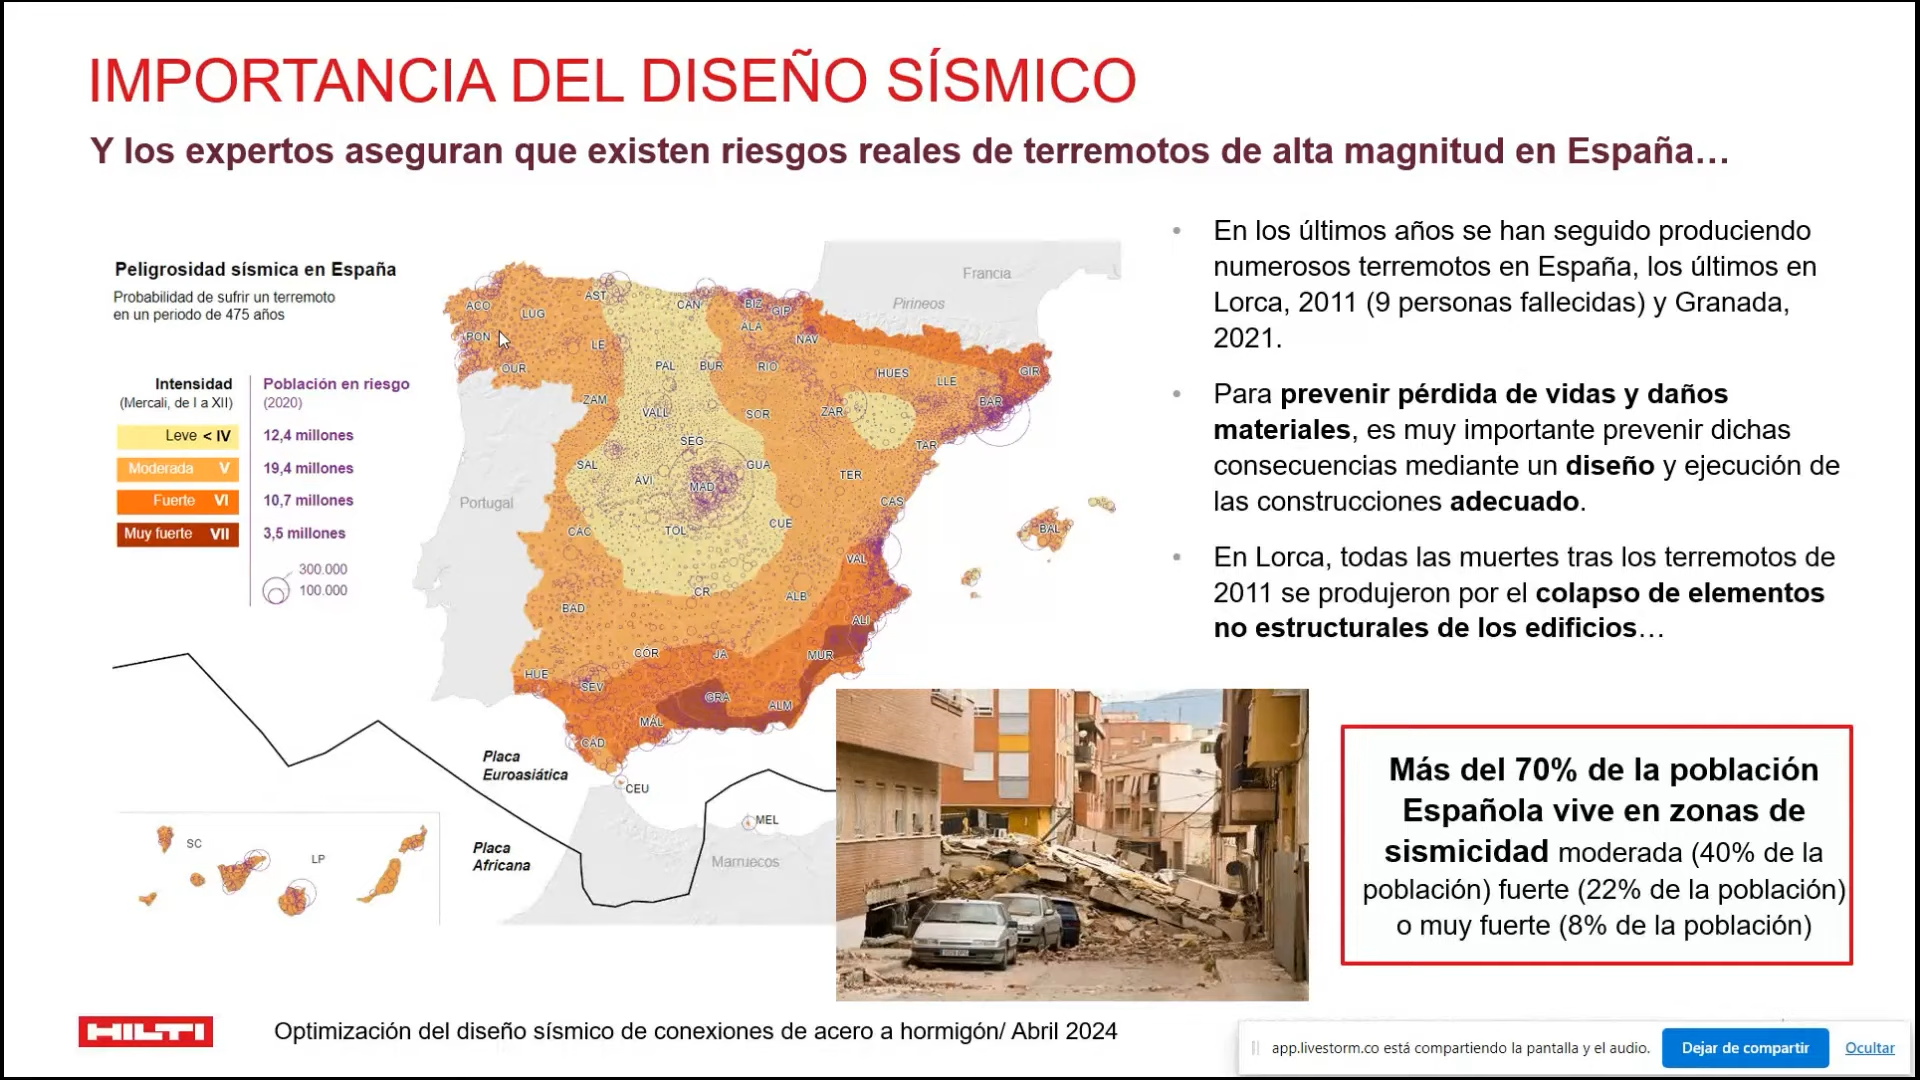 IMPORTANCIA DEL DISEÑO SÍSMICO
Y los expertos aseguran que existen riesgos reales de terremotos de alta magnitud en España…
Peligrosidad sísmica en España
Probabilidad de sufrir un terremoto
en un periodo de 475 años
Intensidad
(Mercali, de I a XII)
Población en riesgo
(2020)
Leve < IV
12,4 millones
Moderada V
19,4 millones
Fuerte VI
10,7 millones
Muy fuerte VII
3,5 millones
300.000
100.000
Francia
Pirineos
Portugal
Marruecos
ACO
LUG
AST
CAN
BIZ
GIP
PON
OUR
LE
ALA
NAV
PAL
BUR
RIO
HUES
LLE
GIR
ZAM
VALL
SOR
ZAR
BAR
SEG
TAR
SAL
ÁVI
MAD
GUA
TER
CAS
CAC
TOL
CUE
BAL
VAL
CR
ALB
BAD
ALI
CÓR
JA
MUR
HUE
SEV
GRA
ALM
MÁL
CÁD
CEU
MEL
Placa
Euroasiática
Placa
Africana
SC
LP
• En los últimos años se han seguido produciendo
numerosos terremotos en España, los últimos en
Lorca, 2011 (9 personas fallecidas) y Granada,
2021.
• Para prevenir pérdida de vidas y daños
materiales, es muy importante prevenir dichas
consecuencias mediante un diseño y ejecución de
las construcciones adecuado.
• En Lorca, todas las muertes tras los terremotos de
2011 se produjeron por el colapso de elementos
no estructurales de los edificios…
Más del 70% de la población
Española vive en zonas de
sismicidad moderada (40% de la
población) fuerte (22% de la población)
o muy fuerte (8% de la población)
HILTI
Optimización del diseño sísmico de conexiones de acero a hormigón/ Abril 2024
app.livestorm.co está compartiendo la pantalla y el audio.
Dejar de compartir
Ocultar